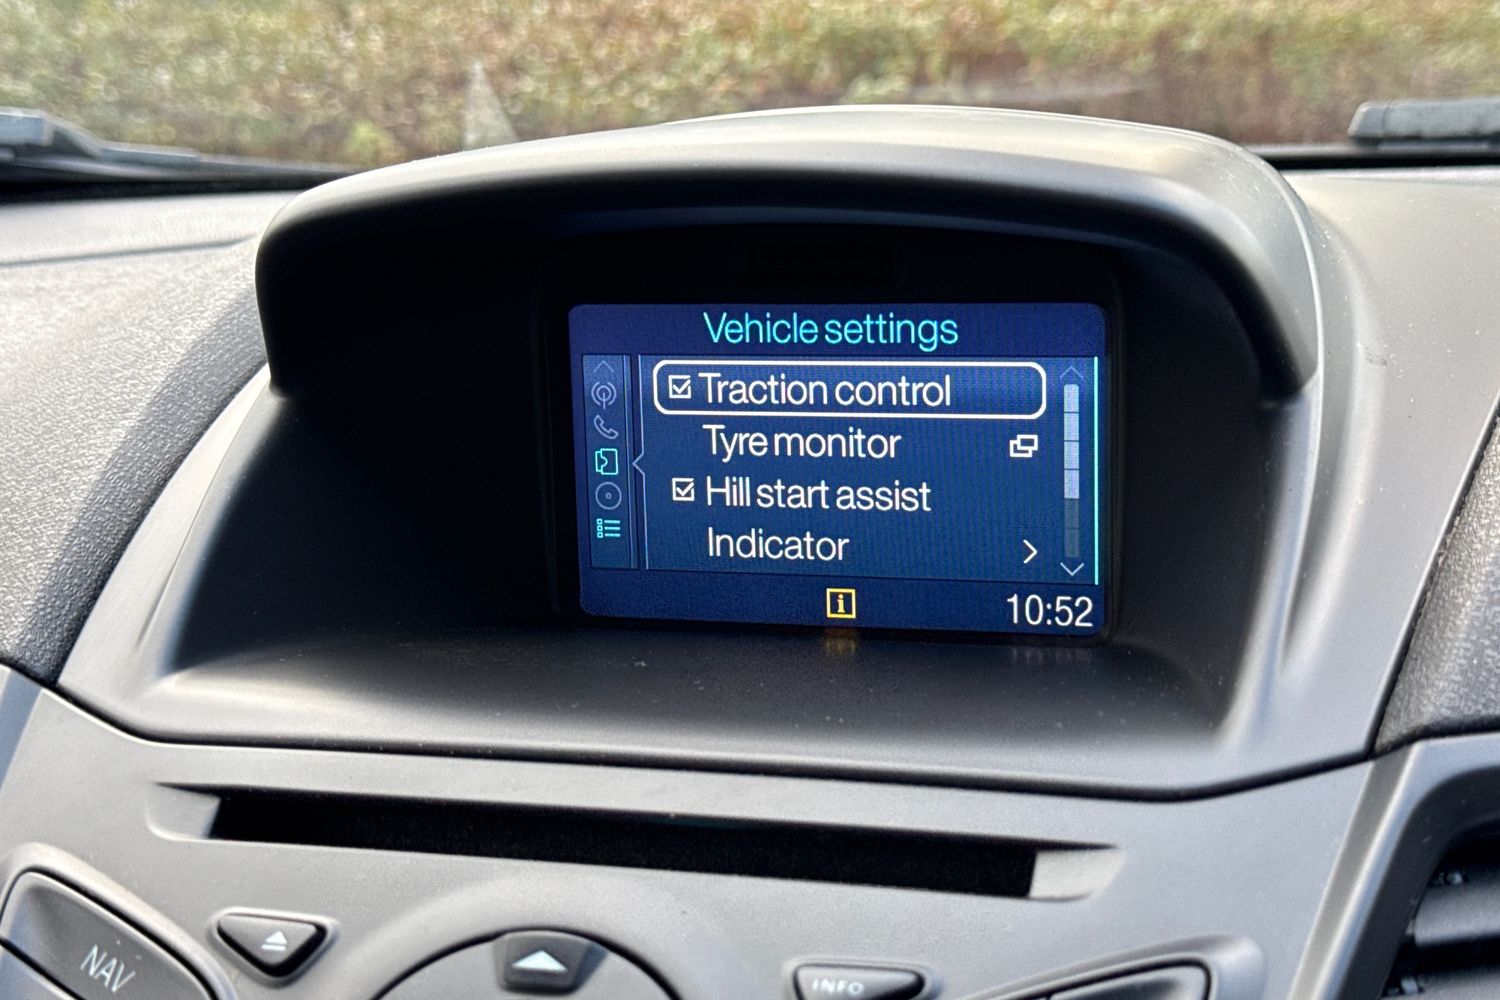 Vehicle settings
Traction control
Tyre monitor
Hill start assist
Indicator
i
10:52
NAV
INFO